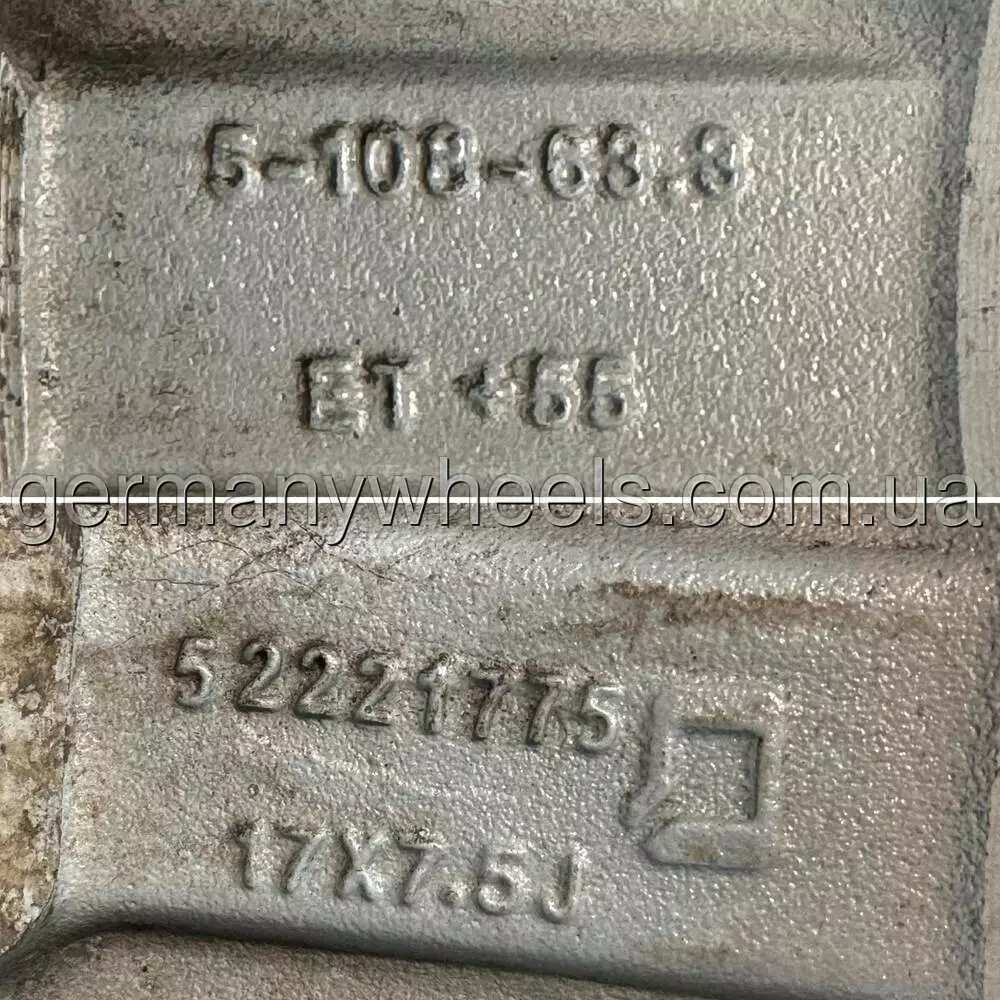 5-108-63.3
ET +55
germanywheels.com.ua
52221775
17X7.5J